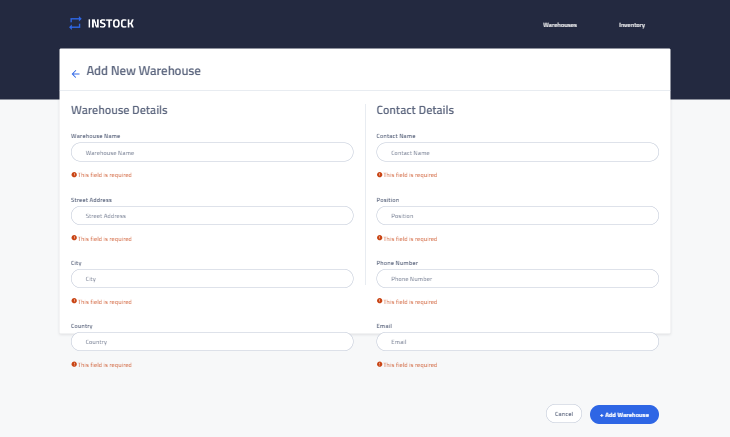 INSTOCK
Warehouses
Inventory
Add New Warehouse
Warehouse Details
Warehouse Name
Warehouse Name
This field is required
Street Address
Street Address
This field is required
City
City
This field is required
Country
Country
This field is required
Contact Details
Contact Name
Contact Name
This field is required
Position
Position
This field is required
Phone Number
Phone Number
This field is required
Email
Email
This field is required
Cancel
+ Add Warehouse